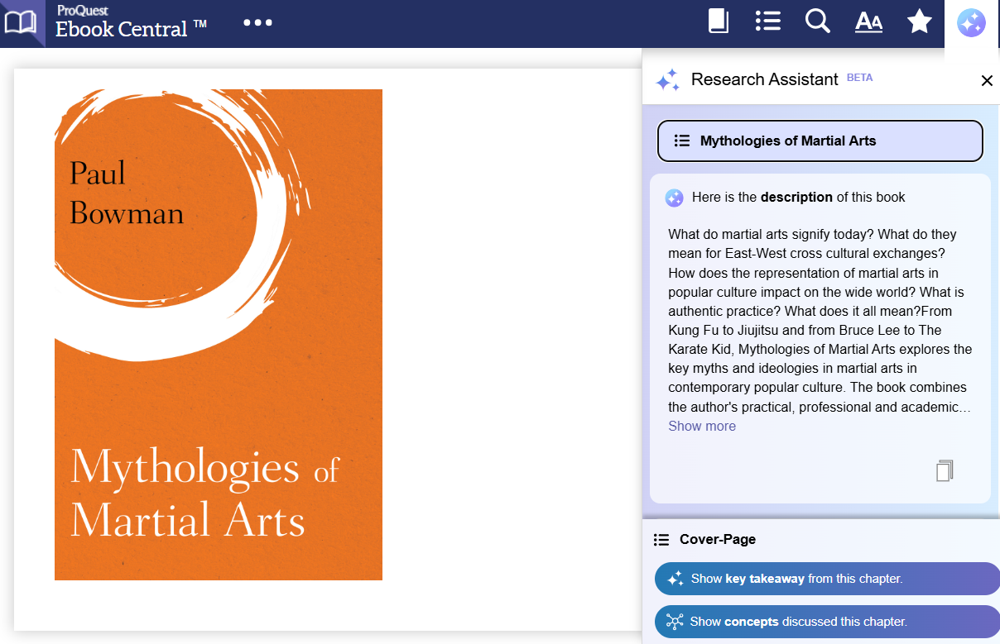 ProQuest
Ebook Central ™
AA
Paul
Bowman
Mythologies of
Martial Arts
Research Assistant BETA
Mythologies of Martial Arts
Here is the description of this book
What do martial arts signify today? What do they
mean for East-West cross cultural exchanges?
How does the representation of martial arts in
popular culture impact on the wide world? What is
authentic practice? What does it all mean?From
Kung Fu to Jiujitsu and from Bruce Lee to The
Karate Kid, Mythologies of Martial Arts explores the
key myths and ideologies in martial arts in
contemporary popular culture. The book combines
the author's practical, professional and academic…
Show more
Cover-Page
Show key takeaway from this chapter.
Show concepts discussed this chapter.